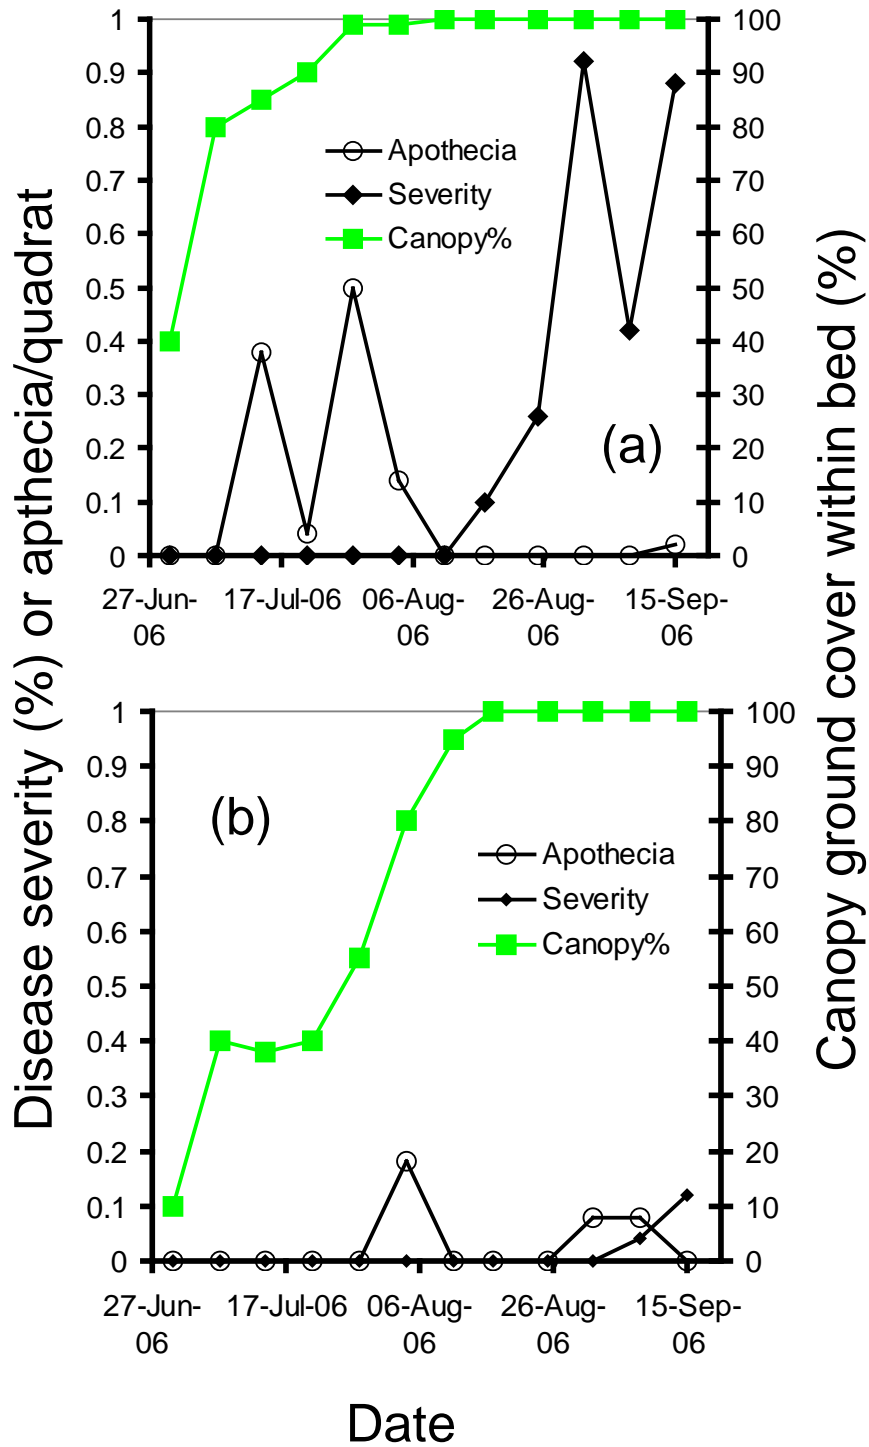 Disease severity (%) or apthecia/quadrat
Canopy ground cover within bed (%)
1
0.9
0.8
0.7
0.6
0.5
0.4
0.3
0.2
0.1
0
100
90
80
70
60
50
40
30
20
10
0
Apothecia
Severity
Canopy%
(a)
27-Jun-
06
17-Jul-06
06-Aug-
06
26-Aug-
06
15-Sep-
06
1
0.9
0.8
0.7
0.6
0.5
0.4
0.3
0.2
0.1
0
100
90
80
70
60
50
40
30
20
10
0
(b)
Apothecia
Severity
Canopy%
27-Jun-
06
17-Jul-06
06-Aug-
06
26-Aug-
06
15-Sep-
06
Date